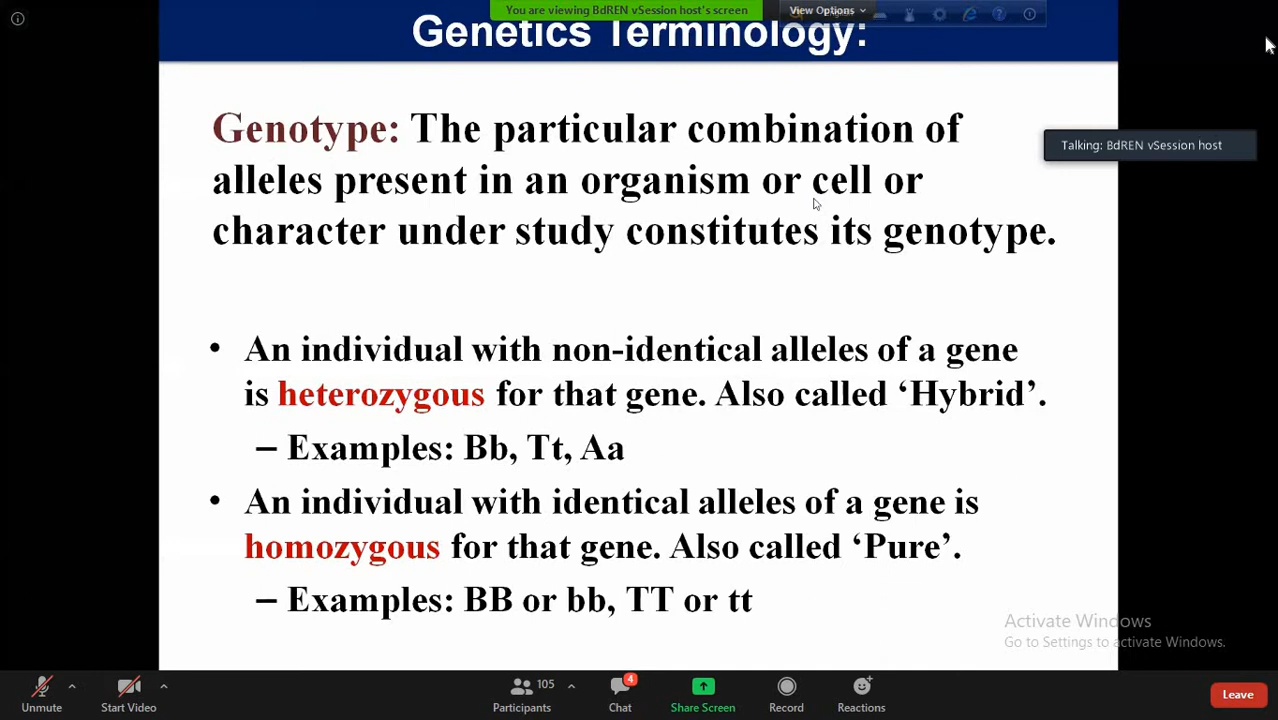 You are viewing BdREN vSession host's screen
View Options
Genetics Terminology:
Genotype: The particular combination of
alleles present in an organism or cell or
character under study constitutes its genotype.
Talking: BdREN vSession host
• An individual with non-identical alleles of a gene
is heterozygous for that gene. Also called ‘Hybrid’.
– Examples: Bb, Tt, Aa
• An individual with identical alleles of a gene is
homozygous for that gene. Also called ‘Pure’.
– Examples: BB or bb, TT or tt
Activate Windows
Go to Settings to activate Windows.
Unmute
Start Video
105
Participants
4
Chat
Share Screen
Record
Reactions
Leave